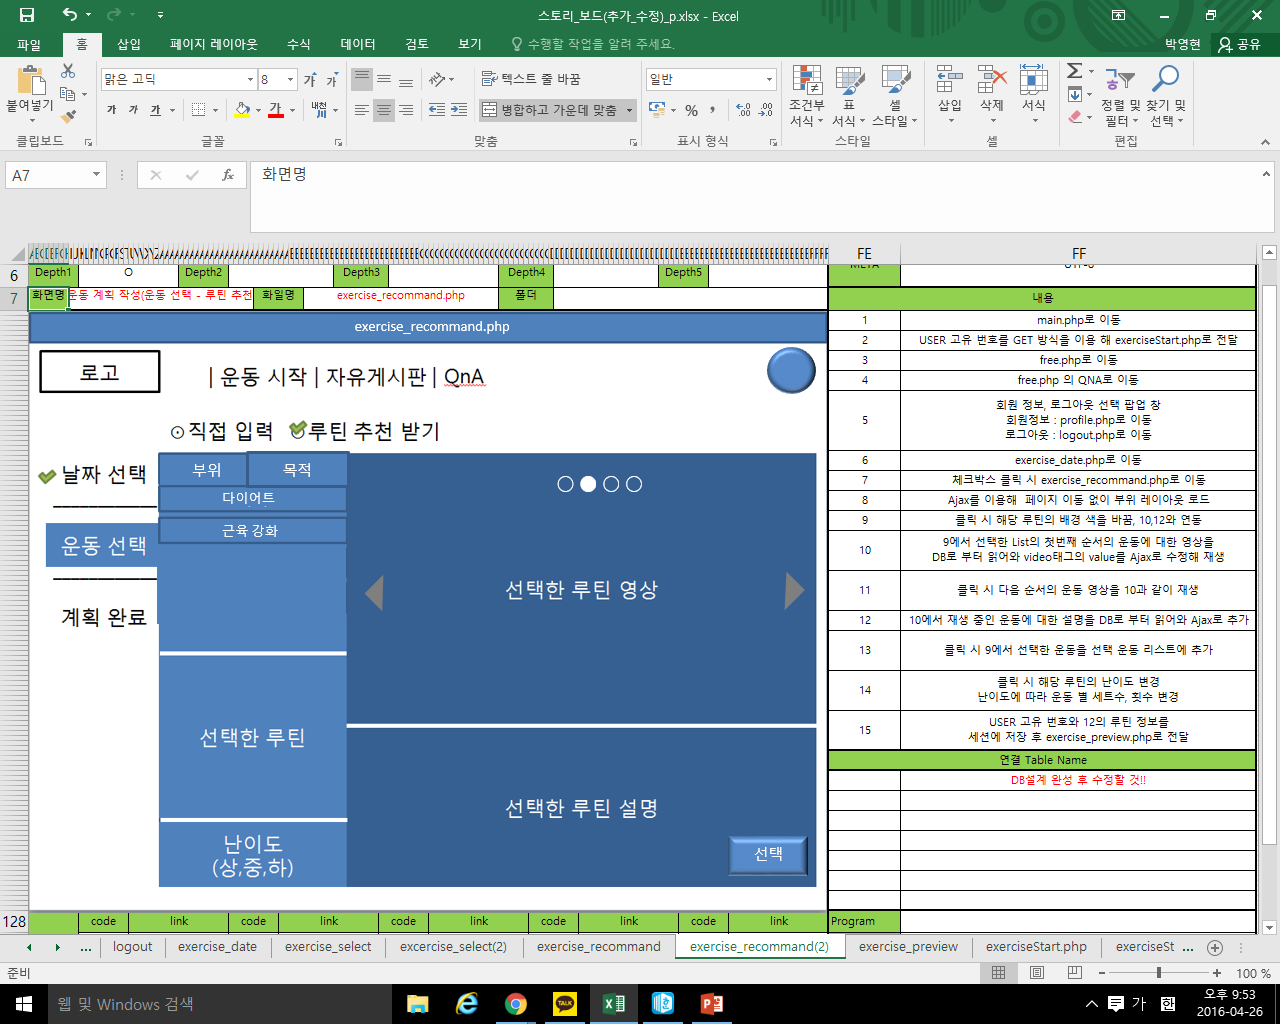 스토리_보드(추가_수정)_p.xlsx - Excel
파일 홈 삽입 페이지 레이아웃 수식 데이터 검토 보기 수행할 작업을 알려 주세요. 박영현 공유
붙여넣기 맑은 고딕 8 가 가 텍스트 줄 바꿈 일반 조건부 서식 표 서식 셀 스타일 삽입 삭제 서식 정렬 및 필터 찾기 및 선택
가 가 가 가 내천 병합하고 가운데 맞춤 %
클립보드 글꼴 맞춤 표시 형식 스타일 셀 편집
A7 fx 화면명
FE FF
6 Depth1 O Depth2 Depth3 Depth4 Depth5 META UTF-8
7 화면명 운동 계획 작성(운동 선택 - 루틴 추천 화일명 exercise_recommand.php 폴더 내용
exercise_recommand.php
로고 | 운동 시작 | 자유게시판 | QnA
직접 입력 루틴 추천 받기
날짜 선택
운동 선택
계획 완료
부위 목적
다이어트
근육 강화
선택한 루틴 영상
선택한 루틴
선택한 루틴 설명
난이도
(상,중,하)
선택
1 main.php로 이동
2 USER 고유 번호를 GET 방식을 이용 해 exerciseStart.php로 전달
3 free.php로 이동
4 free.php 의 QNA로 이동
5 회원 정보, 로그아웃 선택 팝업 창
회원정보 : profile.php로 이동
로그아웃 : logout.php로 이동
6 exercise_date.php로 이동
7 체크박스 클릭 시 exercise_recommand.php로 이동
8 Ajax를 이용해 페이지 이동 없이 부위 레이아웃 로드
9 클릭 시 해당 루틴의 배경 색을 바꿈, 10,12와 연동
10 9에서 선택한 List의 첫번째 순서의 운동에 대한 영상을
DB로 부터 읽어와 video태그의 value를 Ajax로 수정해 재생
11 클릭 시 다음 순서의 운동 영상을 10과 같이 재생
12 10에서 재생 중인 운동에 대한 설명을 DB로 부터 읽어와 Ajax로 추가
13 클릭 시 9에서 선택한 운동을 선택 운동 리스트에 추가
14 클릭 시 해당 루틴의 난이도 변경
난이도에 따라 운동 별 세트수, 횟수 변경
15 USER 고유 번호와 12의 루틴 정보를
세션에 저장 후 exercise_preview.php로 전달
연결 Table Name
DB설계 완성 후 수정할 것!!
128 code link code link code link code link code link Program
... logout exercise_date exercise_select excercise_select(2) exercise_recommand exercise_recommand(2) exercise_preview exerciseStart.php exerciseSt ...
준비 100 %
웹 및 Windows 검색 TALK 가 한 오후 9:53
2016-04-26